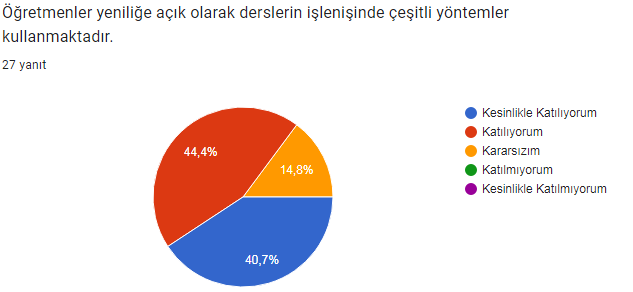 Öğretmenler yeniliğe açık olarak derslerin işlenişinde çeşitli yöntemler
kullanmaktadır.
27 yanıt
44,4%
14,8%
40,7%
Kesinlikle Katılıyorum
Katılıyorum
Kararsızım
Katılmıyorum
Kesinlikle Katılmıyorum